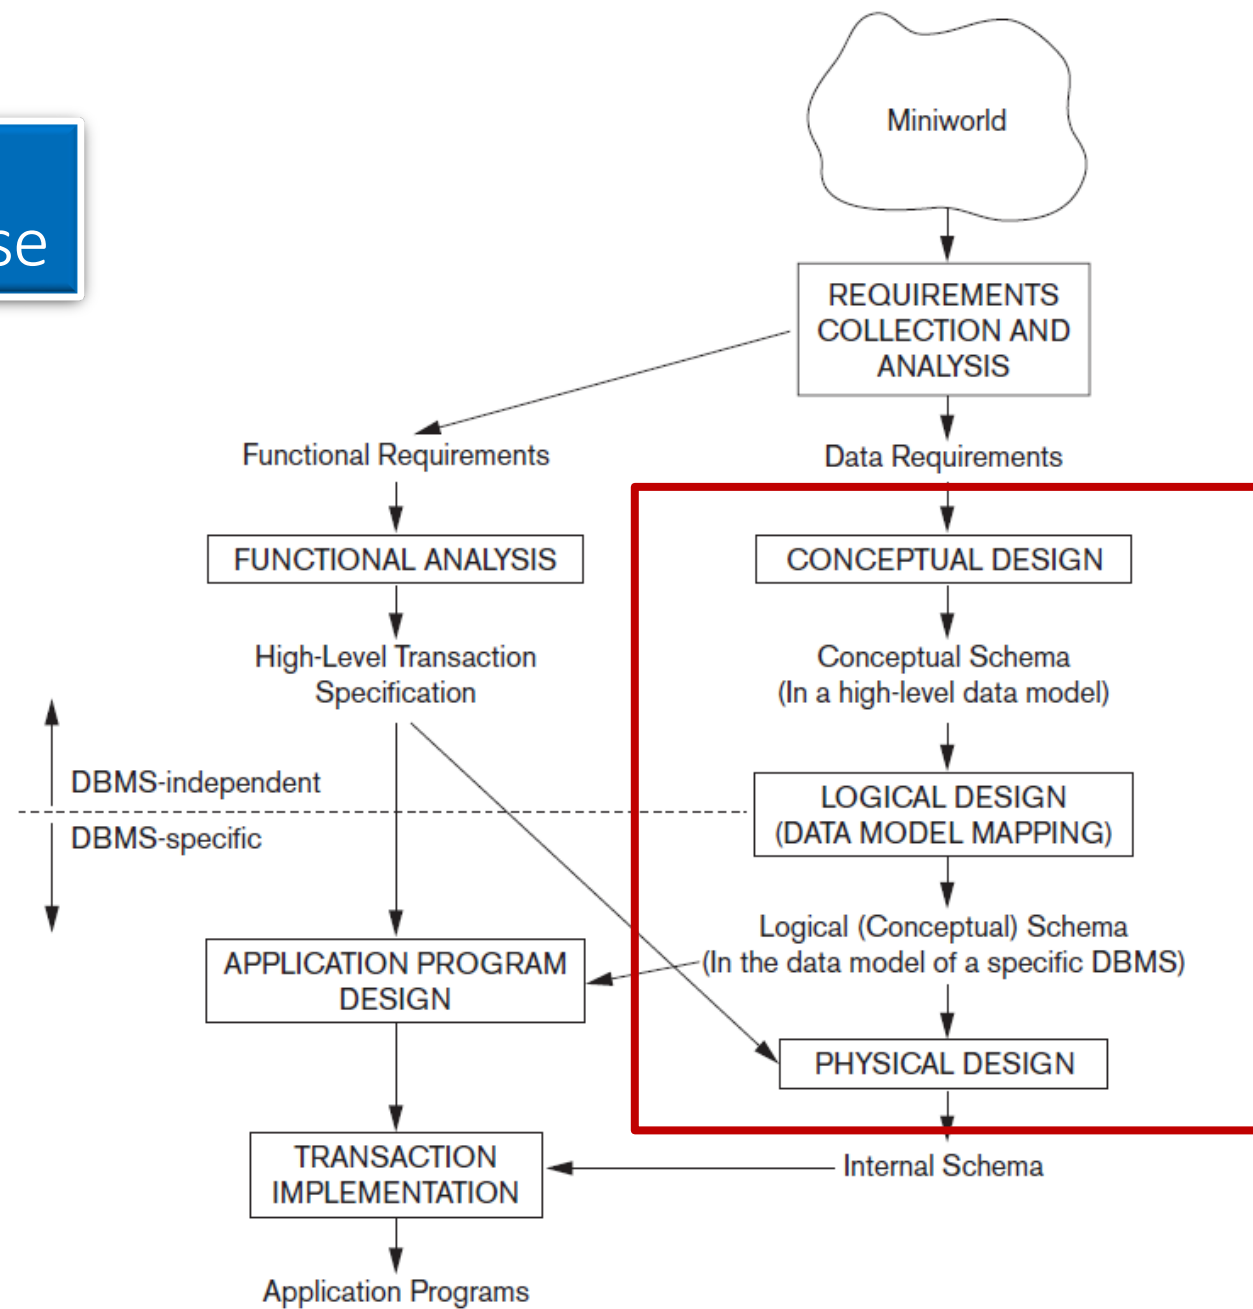 Miniworld
se
REQUIREMENTS
COLLECTION AND
ANALYSIS
Functional Requirements
Data Requirements
FUNCTIONAL ANALYSIS
CONCEPTUAL DESIGN
High-Level Transaction
Specification
Conceptual Schema
(In a high-level data model)
DBMS-independent
DBMS-specific
LOGICAL DESIGN
(DATA MODEL MAPPING)
Logical (Conceptual) Schema
(In the data model of a specific DBMS)
APPLICATION PROGRAM
DESIGN
PHYSICAL DESIGN
TRANSACTION
IMPLEMENTATION
Internal Schema
Application Programs